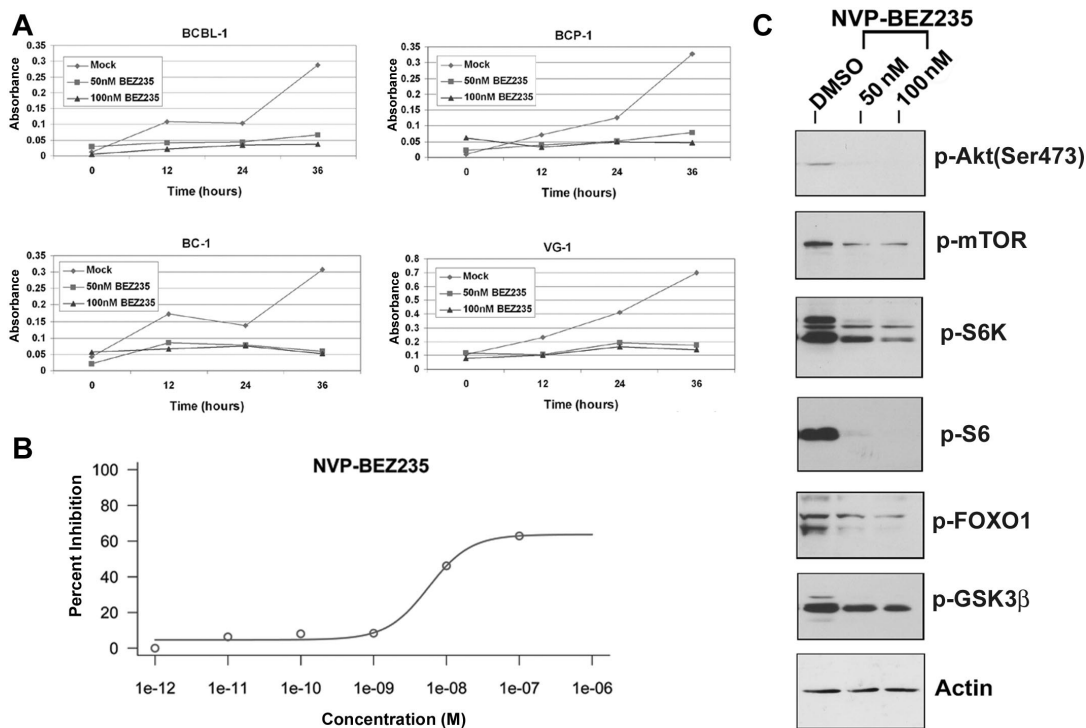 A
BCBL-1
Absorbance
0.35
0.3
0.25
0.2
0.15
0.1
0.05
0
Mock
50nM BEZ235
100nM BEZ235
0 12 24 36
Time (hours)
BCP-1
Absorbance
0.35
0.3
0.25
0.2
0.15
0.1
0.05
0
Mock
50nM BEZ235
100nM BEZ235
0 12 24 36
Time (hours)
BC-1
Absorbance
0.35
0.3
0.25
0.2
0.15
0.1
0.05
0
Mock
50nM BEZ235
100nM BEZ235
0 12 24 36
Time (hours)
VG-1
Absorbance
0.8
0.7
0.6
0.5
0.4
0.3
0.2
0.1
0
Mock
50nM BEZ235
100nM BEZ235
0 12 24 36
Time (hours)
B
NVP-BEZ235
Percent Inhibition
100
80
60
40
20
0
1e-12 1e-11 1e-10 1e-09 1e-08 1e-07 1e-06
Concentration (M)
C
NVP-BEZ235
DMSO 50 nM 100 nM
p-Akt(Ser473)
p-mTOR
p-S6K
p-S6
p-FOXO1
p-GSK3β
Actin